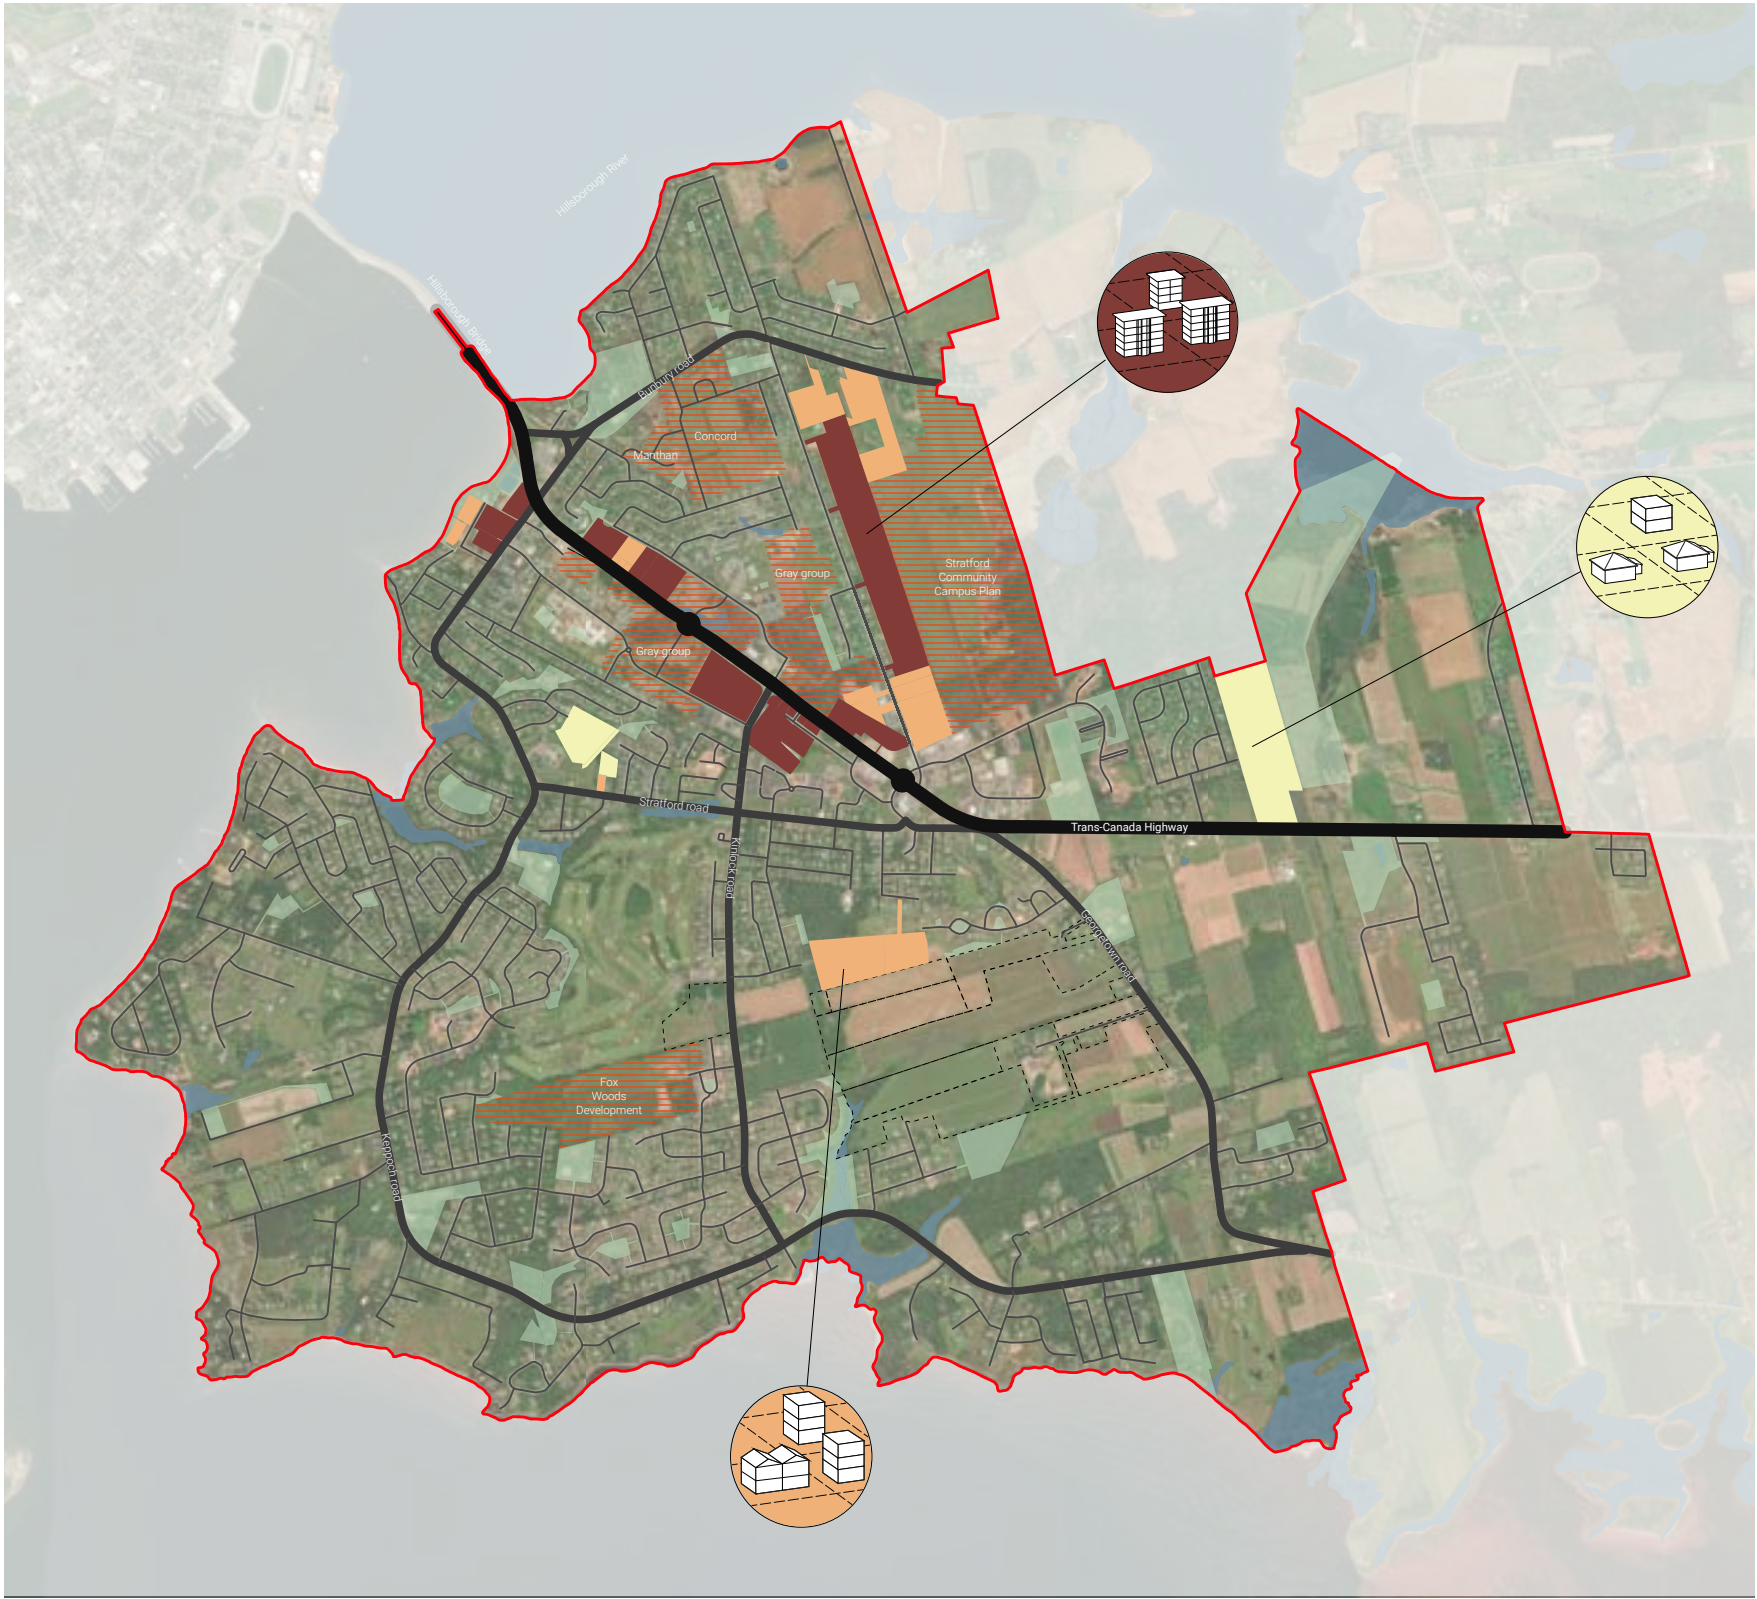 Hillsborough River
Hillsborough Bridge
Bunbury road
Concord
Manthan
Gray group
Stratford
Community
Campus Plan
Gray group
Stratford road
Trans-Canada Highway
Kinlock road
Georgetown road
Fox
Woods
Development
Keppoch road